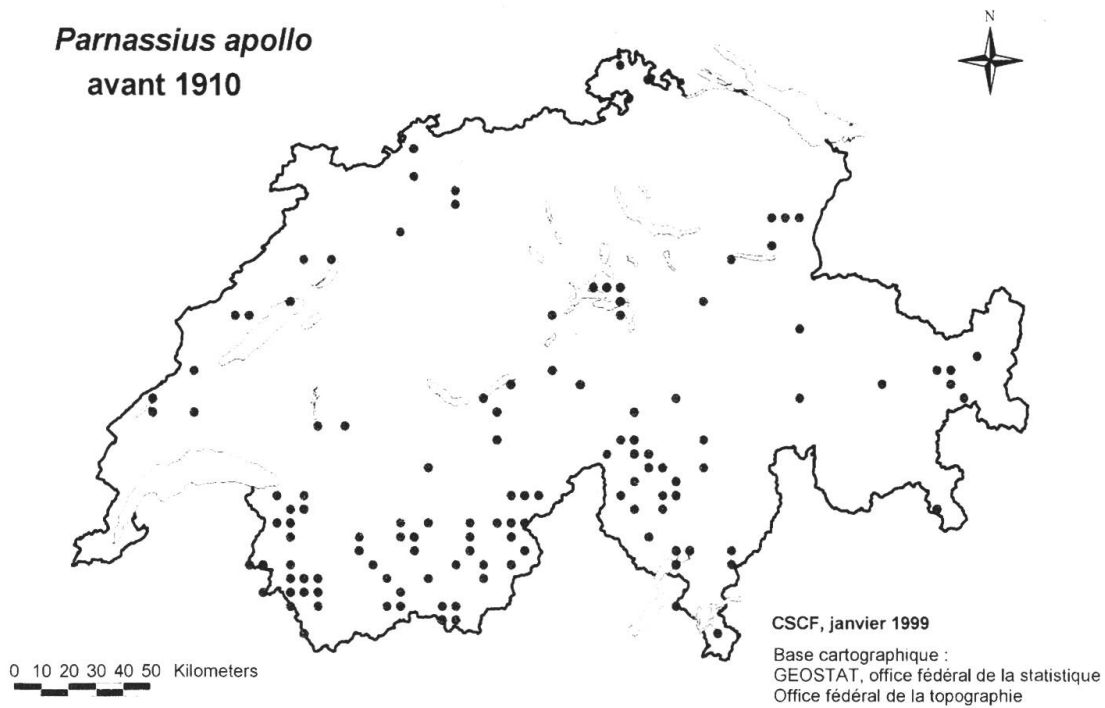 Parnassius apollo
avant 1910
N
CSCF, janvier 1999
Base cartographique :
GEOSTAT, office fédéral de la statistique
Office fédéral de la topographie
0 10 20 30 40 50 Kilometers